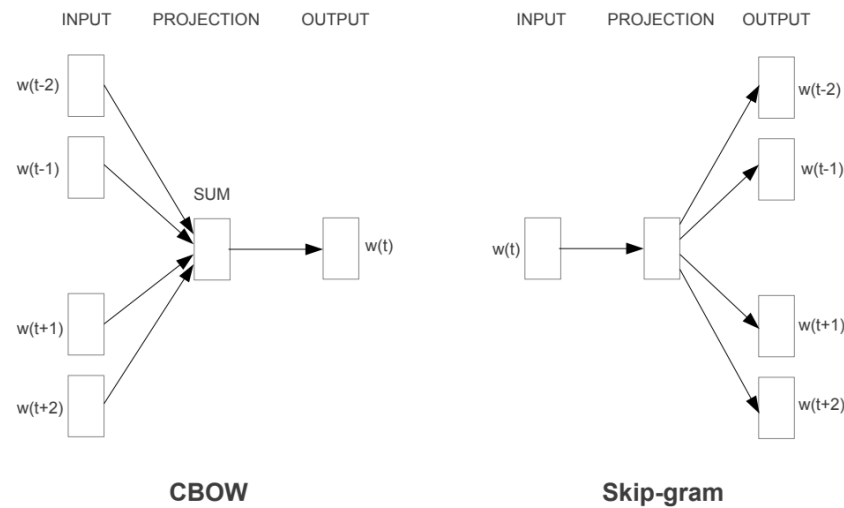 INPUT PROJECTION OUTPUT INPUT PROJECTION OUTPUT
w(t-2) w(t-2)
w(t-1) w(t-1)
SUM
w(t) w(t)
w(t+1) w(t+1)
w(t+2) w(t+2)
CBOW Skip-gram